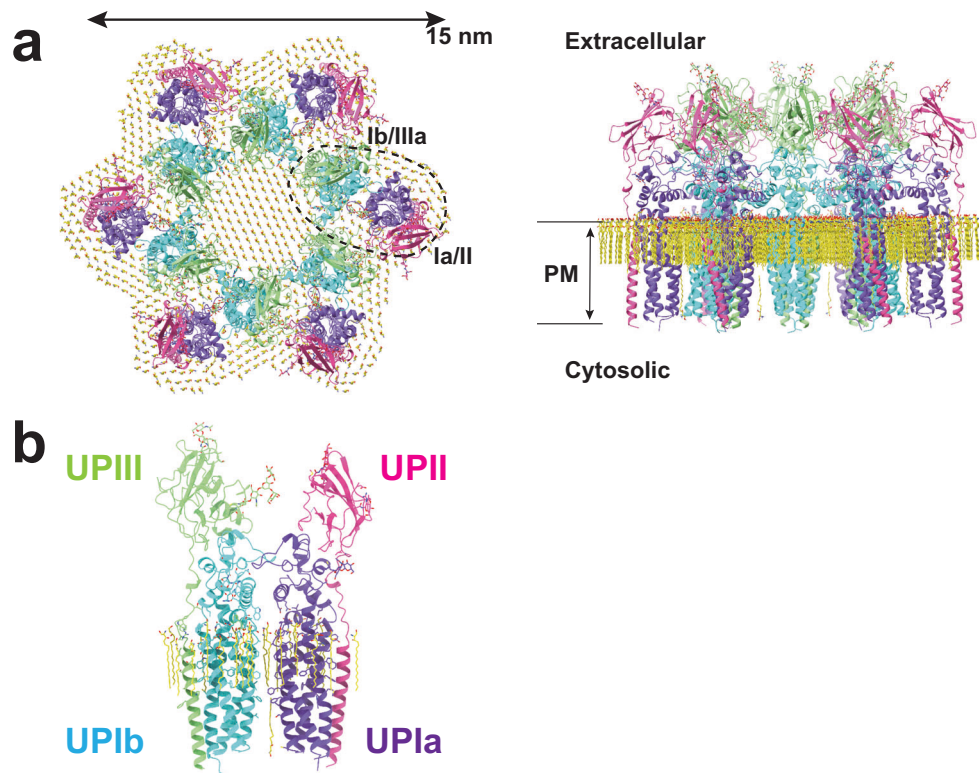 a
15 nm
Ib/IIIa
Ia/II
Extracellular
PM
Cytosolic
b
UPIII
UPII
UPIb
UPIa